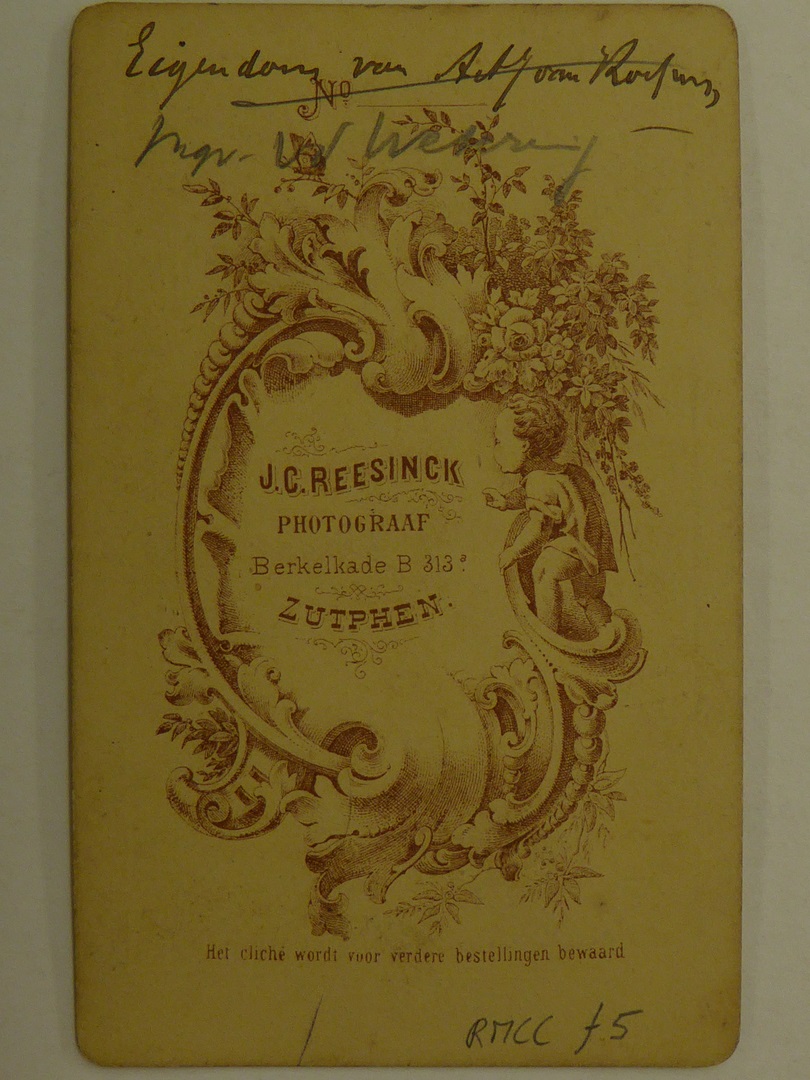 Eigendom van
No
J.C. REESINCK
PHOTOGRAAF
Berkelkade B 313ª.
ZUTPHEN.
Het cliché wordt voor verdere bestellingen bewaard
RMCC f5